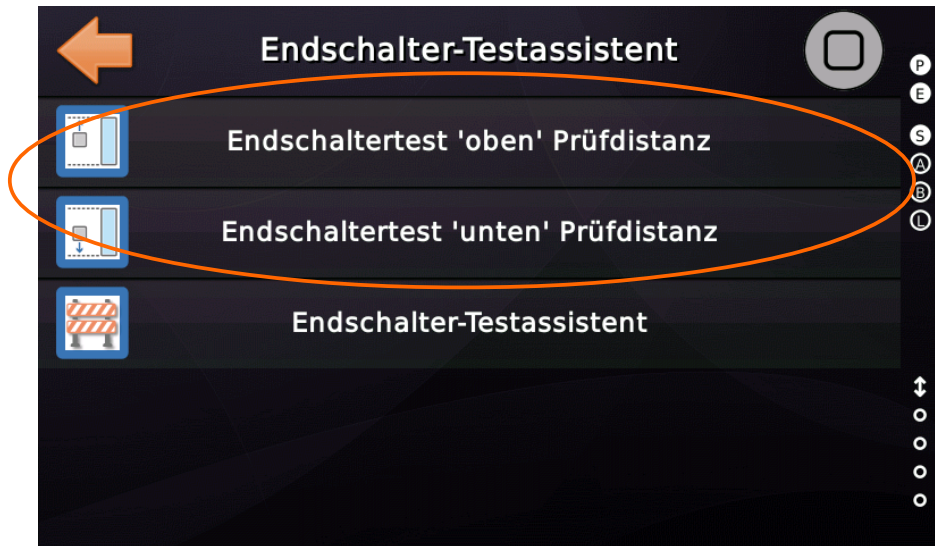 Endschalter-Testassistent
Endschaltertest 'oben' Prüfdistanz
Endschaltertest 'unten' Prüfdistanz
Endschalter-Testassistent
P
E
S
A
B
L